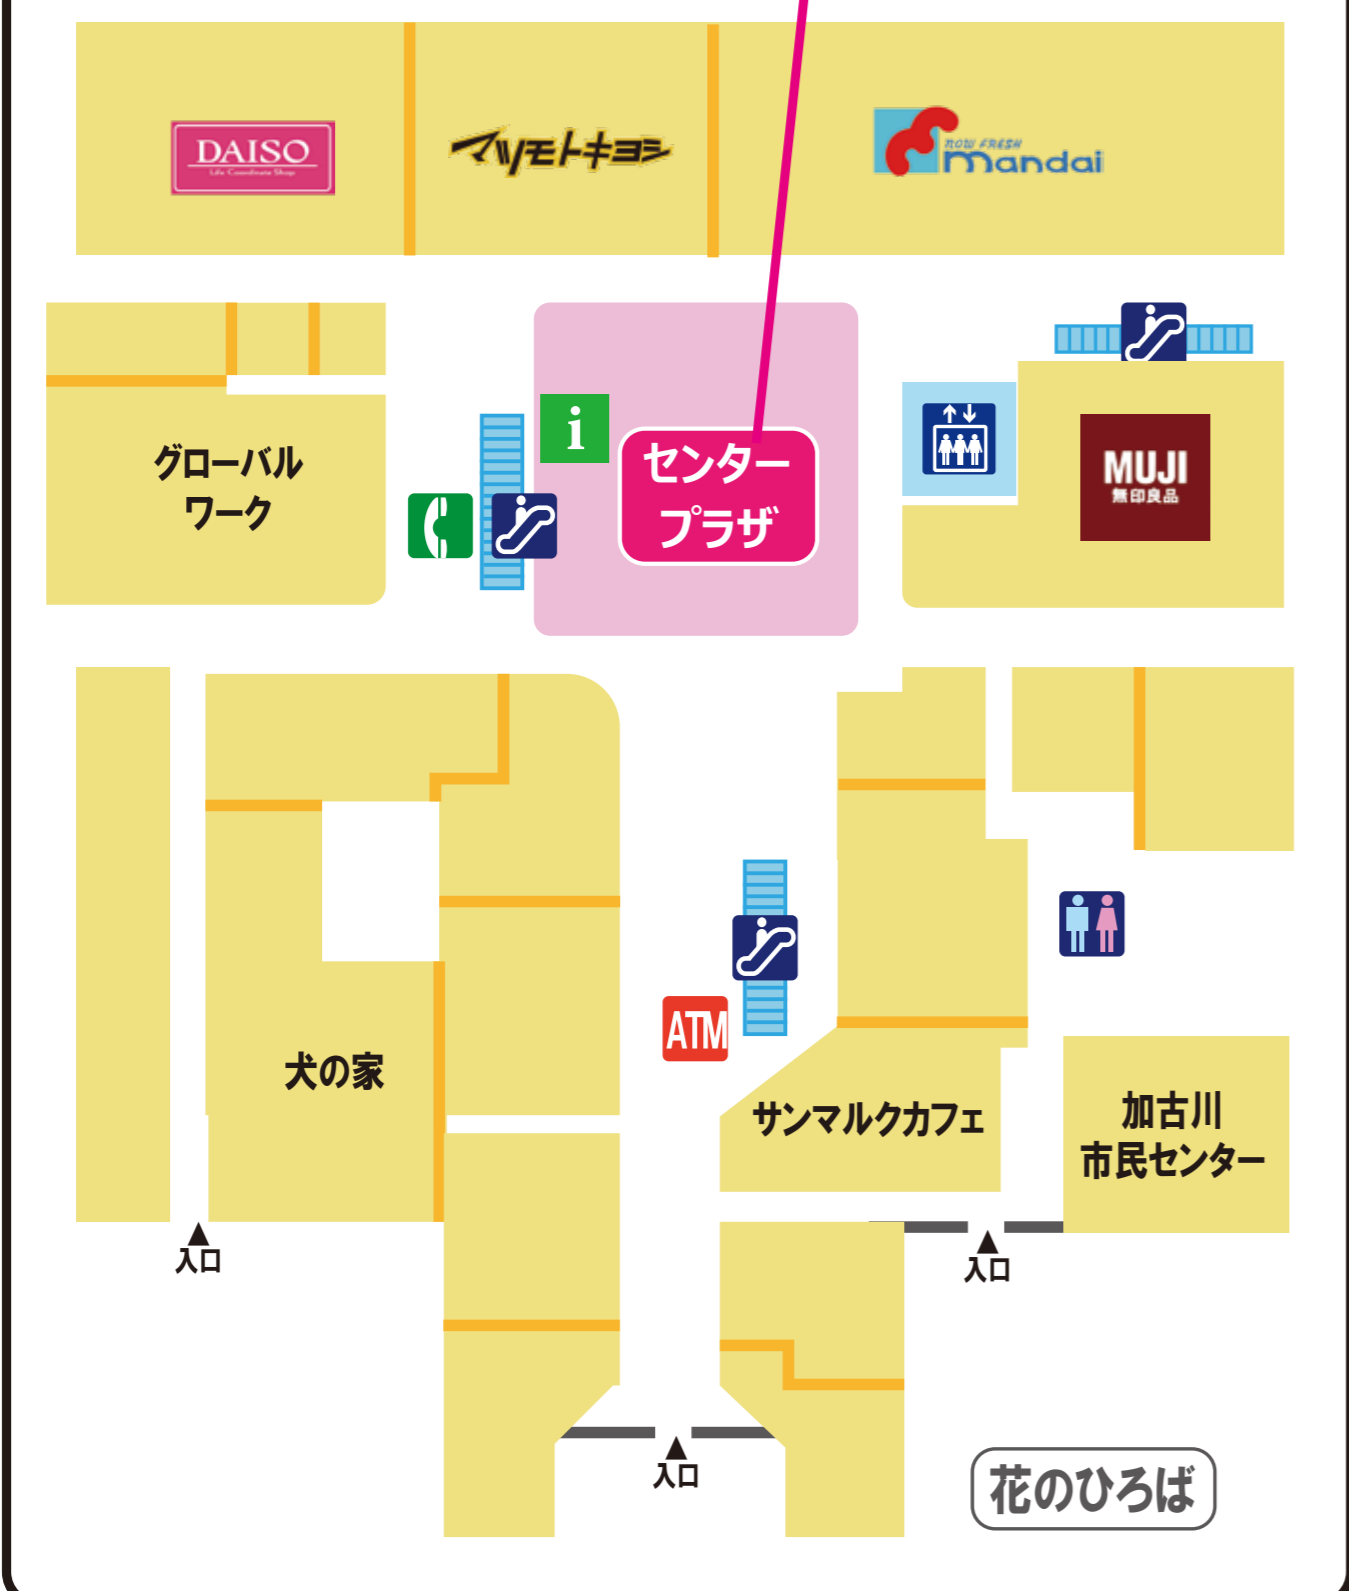 DAISO
Life Coordinate Shop
マツモトキヨシ
NOW FRESH
mandai
グローバル
ワーク
i
センター
プラザ
MUJI
無印良品
犬の家
ATM
サンマルクカフェ
加古川
市民センター
入口
入口
入口
花のひろば